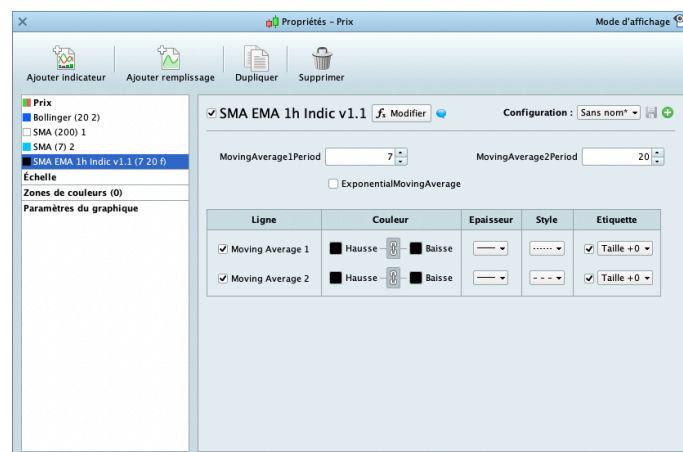 Propriétés - Prix
Mode d'affichage
Ajouter indicateur
Ajouter remplissage
Dupliquer
Supprimer
Prix
Bollinger (20 2)
SMA (200) 1
SMA (7) 2
SMA EMA 1h Indic v1.1 (7 20 f)
Échelle
Zones de couleurs (0)
Paramètres du graphique
SMA EMA 1h Indic v1.1
fx Modifier
Configuration :
Sans nom*
MovingAverage1Period
7
MovingAverage2Period
20
ExponentialMovingAverage
Ligne Couleur Epaisseur Style Etiquette
Moving Average 1 Hausse Baisse Taille +0
Moving Average 2 Hausse Baisse Taille +0